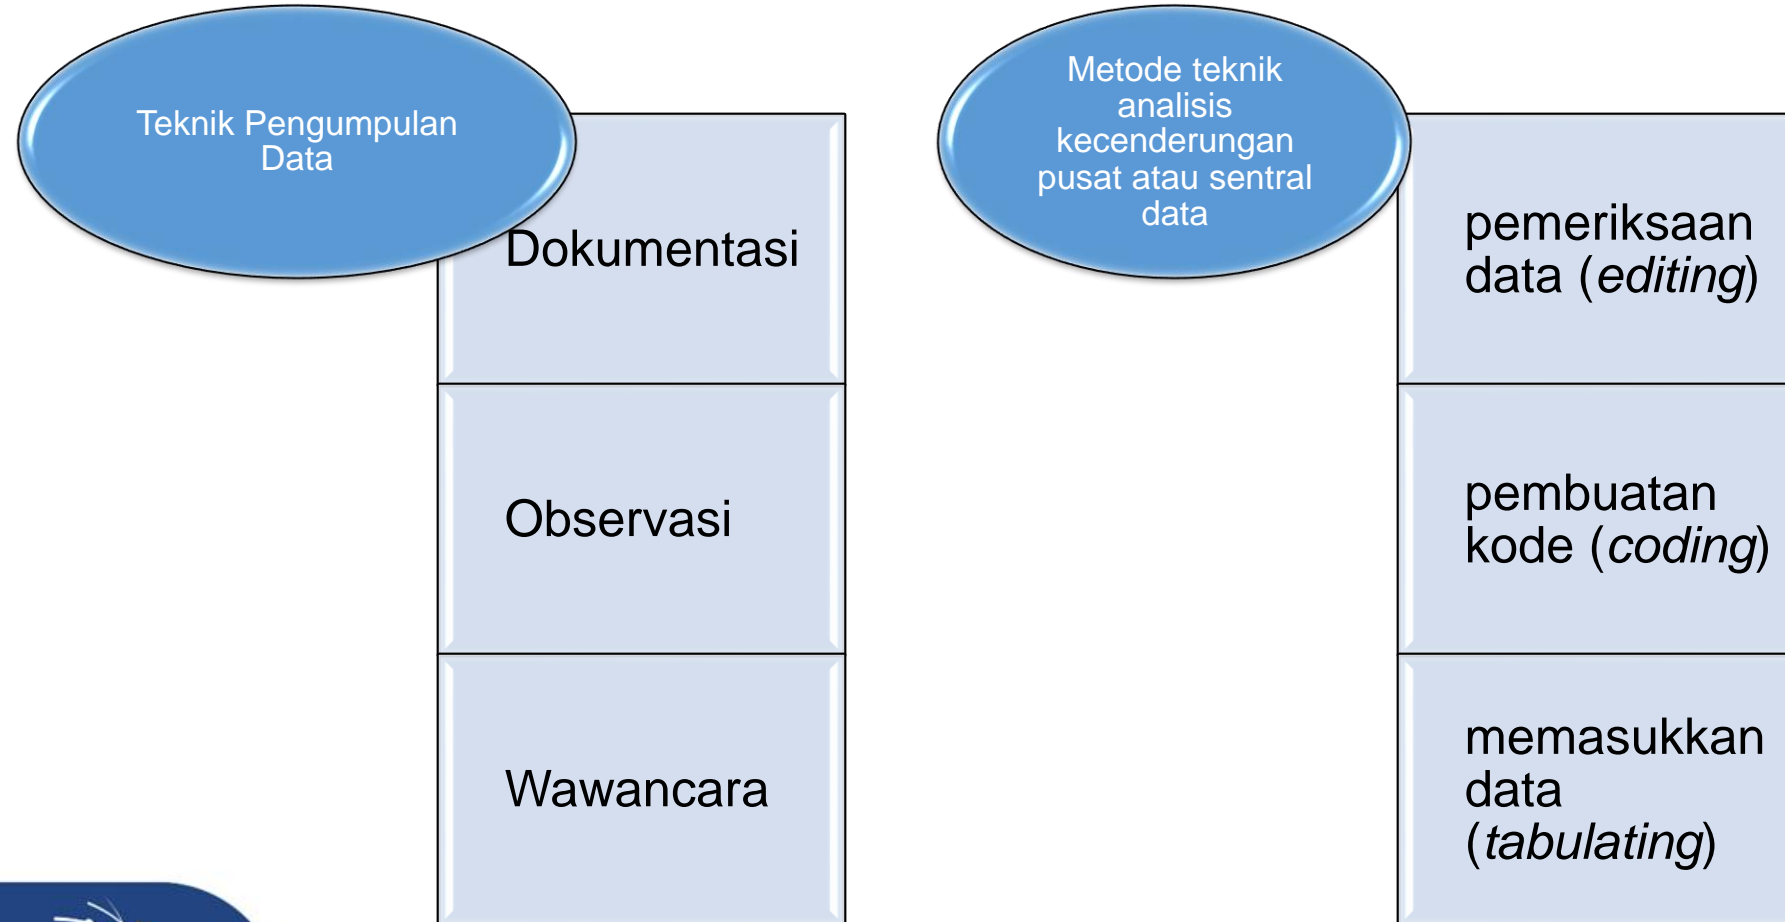 Teknik Pengumpulan
Data
Dokumentasi
Observasi
Wawancara
Metode teknik
analisis
kecenderungan
pusat atau sentral
data
pemeriksaan
data (editing)
pembuatan
kode (coding)
memasukkan
data
(tabulating)